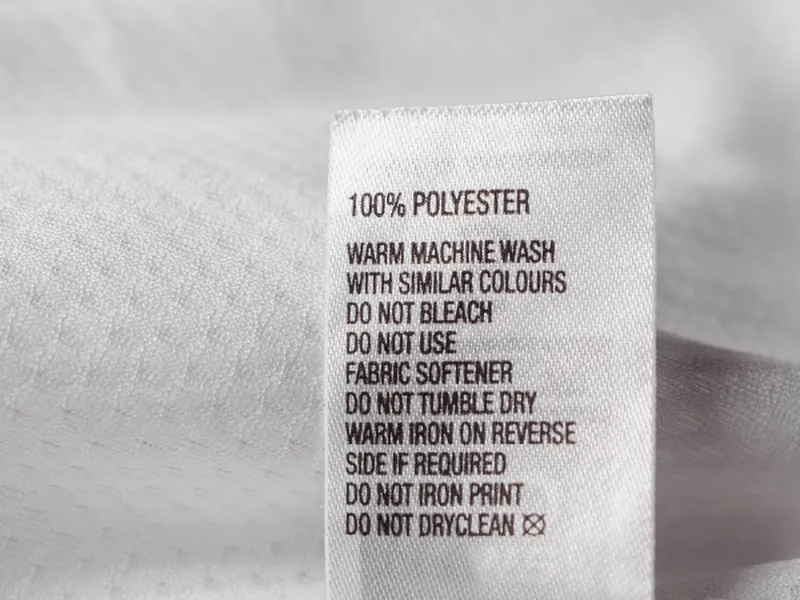 100% POLYESTER
WARM MACHINE WASH
WITH SIMILAR COLOURS
DO NOT BLEACH
DO NOT USE
FABRIC SOFTENER
DO NOT TUMBLE DRY
WARM IRON ON REVERSE
SIDE IF REQUIRED
DO NOT IRON PRINT
DO NOT DRYCLEAN